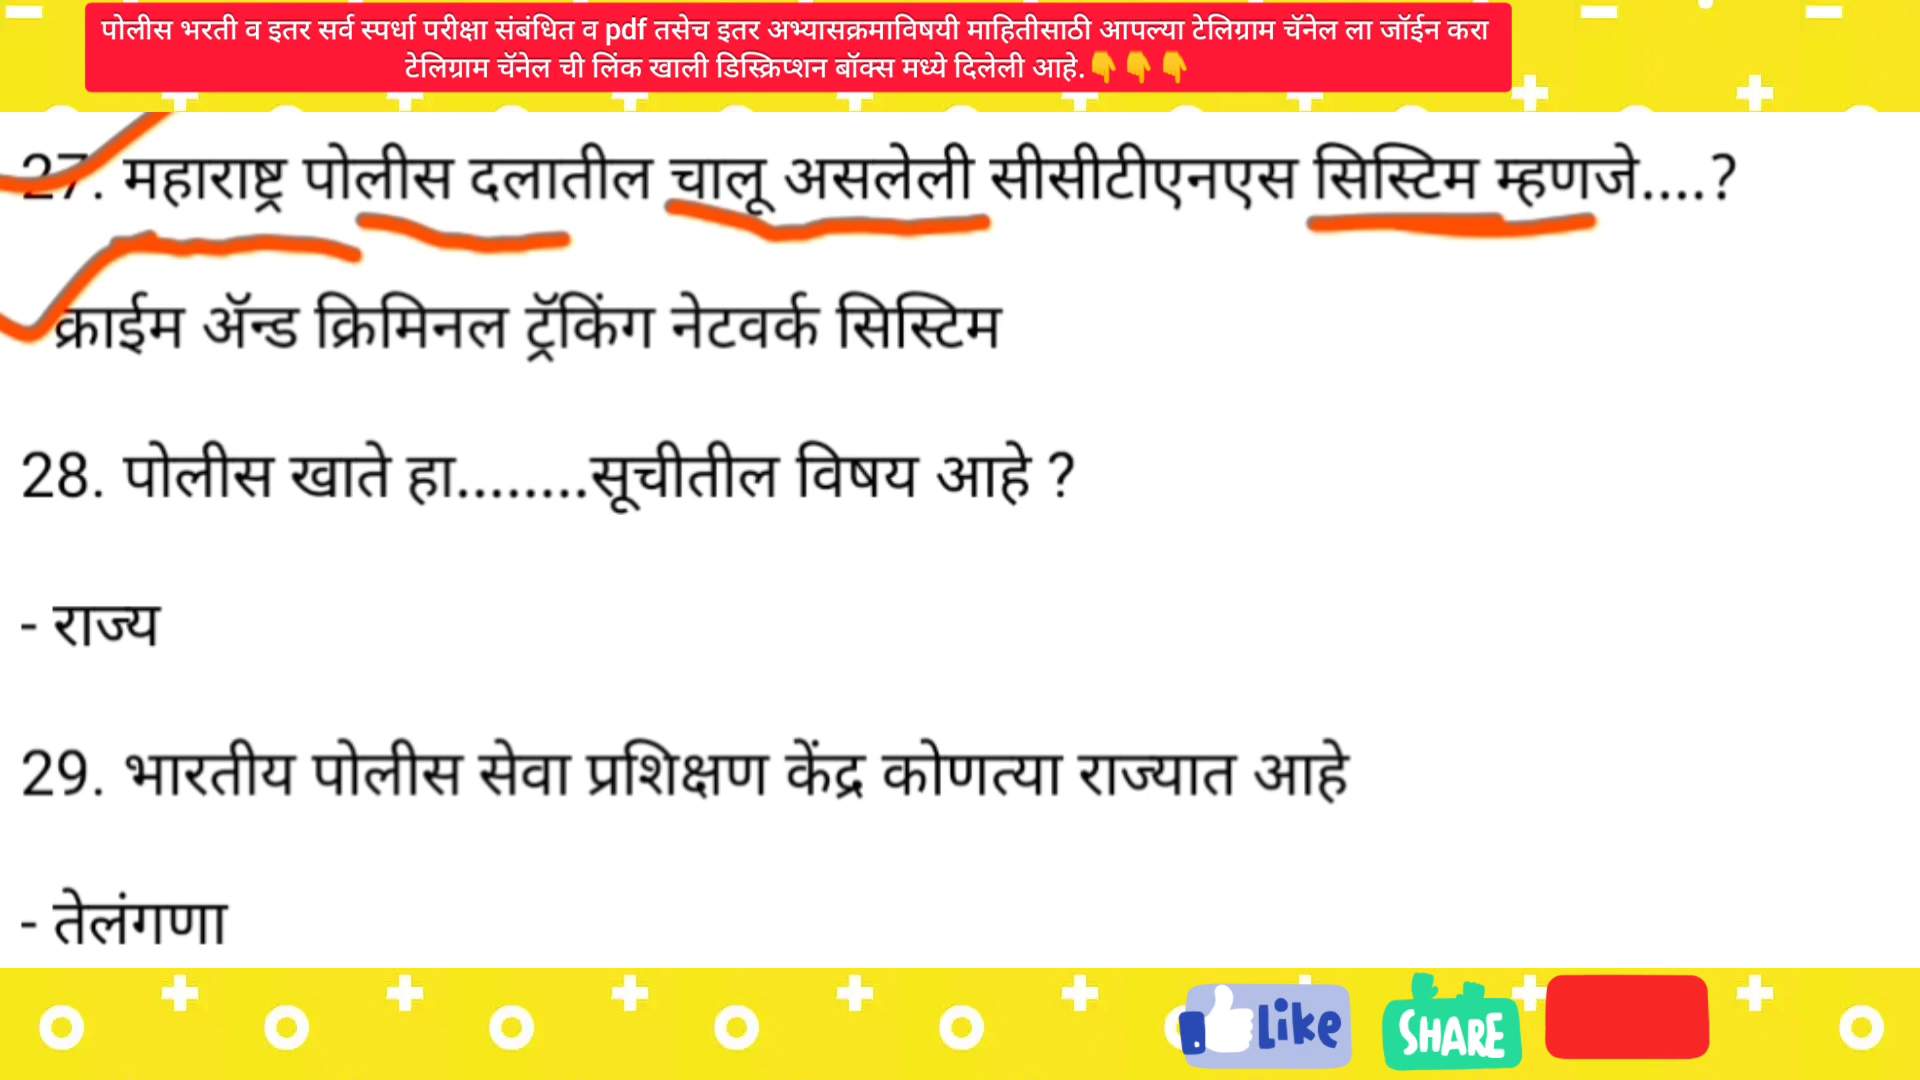 पोलीस भरती व इतर सर्व स्पर्धा परीक्षा संबंधित व pdf तसेच इतर अभ्यासक्रमाविषयी माहितीसाठी आपल्या टेलिग्राम चॅनेल ला जॉईन करा
टेलिग्राम चॅनेल ची लिंक खाली डिस्क्रिप्शन बॉक्स मध्ये दिलेली आहे.👇👇👇
27. महाराष्ट्र पोलीस दलातील चालू असलेली सीसीटीएनएस सिस्टिम म्हणजे....?
क्राईम ॲन्ड क्रिमिनल ट्रॅकिंग नेटवर्क सिस्टिम
28. पोलीस खाते हा........सूचीतील विषय आहे ?
- राज्य
29. भारतीय पोलीस सेवा प्रशिक्षण केंद्र कोणत्या राज्यात आहे
- तेलंगणा
Like
SHARE